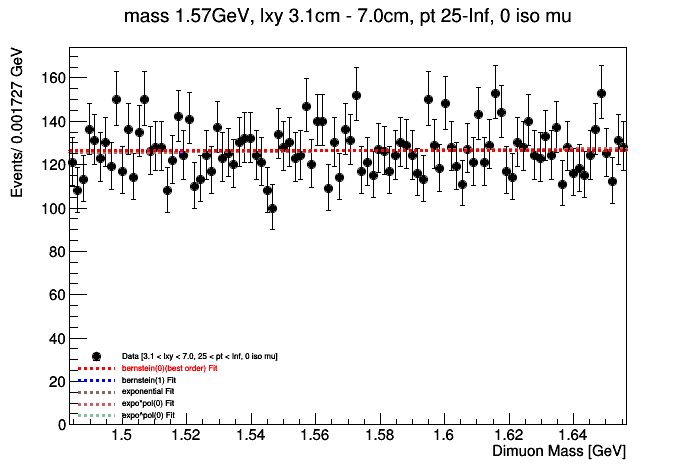 mass 1.57GeV, lxy 3.1cm - 7.0cm, pt 25-Inf, 0 iso mu
Events/ 0.001727 GeV
160
140
120
100
80
60
40
20
0
Data [3.1 < lxy < 7.0, 25 < pt < Inf, 0 iso mu]
bernstein(0)(best order) Fit
bernstein(1) Fit
exponential Fit
expo*pol(0) Fit
expo^pol(0) Fit
1.5 1.52 1.54 1.56 1.58 1.6 1.62 1.64
Dimuon Mass [GeV]